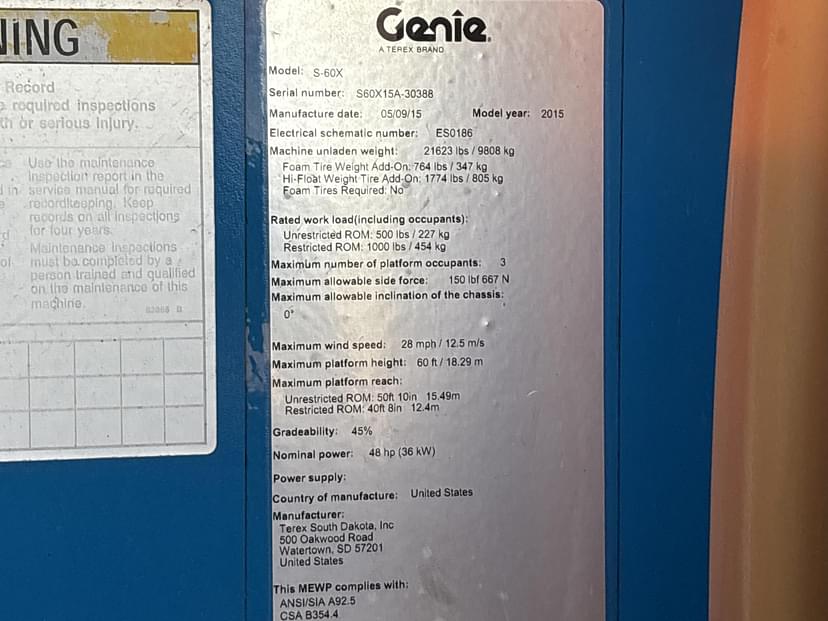 NING
Record
required inspections
or serious injury.
Use the maintenance
inspection report in the
in service manual for required
recordkeeping. Keep
records on all inspections
for four years.
Maintenance inspections
must be completed by a
person trained and qualified
on the maintenance of this
machine.
Genie
A TEREX BRAND
Model: S-60X
Serial number: S60X15A-30388
Manufacture date: 05/09/15 Model year: 2015
Electrical schematic number: ES0186
Machine unladen weight: 21623 lbs / 9808 kg
Foam Tire Weight Add-On: 764 lbs / 347 kg
Hi-Float Weight Tire Add-On: 1774 lbs / 805 kg
Foam Tires Required: No
Rated work load(including occupants):
Unrestricted ROM: 500 lbs / 227 kg
Restricted ROM: 1000 lbs / 454 kg
Maximum number of platform occupants: 3
Maximum allowable side force: 150 lbf 667 N
Maximum allowable inclination of the chassis:
0°
Maximum wind speed: 28 mph / 12.5 m/s
Maximum platform height: 60 ft / 18.29 m
Maximum platform reach:
Unrestricted ROM: 50ft 10in 15.49m
Restricted ROM: 40ft 8in 12.4m
Gradeability: 45%
Nominal power: 48 hp (36 kW)
Power supply:
Country of manufacture: United States
Manufacturer:
Terex South Dakota, Inc
500 Oakwood Road
Watertown, SD 57201
United States
This MEWP complies with:
ANSI/SIA A92.5
CSA B354.4